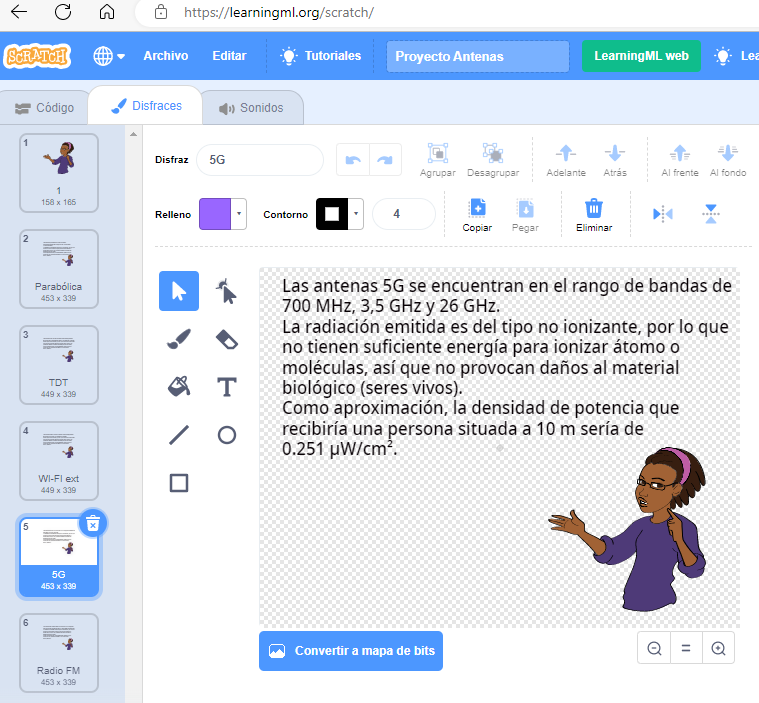 https://learningml.org/scratch/
SCRATCH
Archivo
Editar
Tutoriales
Proyecto Antenas
LearningML web
Lea
Código
Disfraces
Sonidos
1
1
158 x 165
2
Parabólica
453 x 339
3
TDT
449 x 339
4
WI-FI ext
449 x 339
5
5G
453 x 339
6
Radio FM
453 x 339
Disfraz
5G
Agrupar
Desagrupar
Adelante
Atrás
Al frente
Al fondo
Relleno
Contorno
4
Copiar
Pegar
Eliminar
T
Las antenas 5G se encuentran en el rango de bandas de
700 MHz, 3,5 GHz y 26 GHz.
La radiación emitida es del tipo no ionizante, por lo que
no tienen suficiente energía para ionizar átomo o
moléculas, así que no provocan daños al material
biológico (seres vivos).
Como aproximación, la densidad de potencia que
recibiría una persona situada a 10 m sería de
0.251 µW/cm².
Convertir a mapa de bits